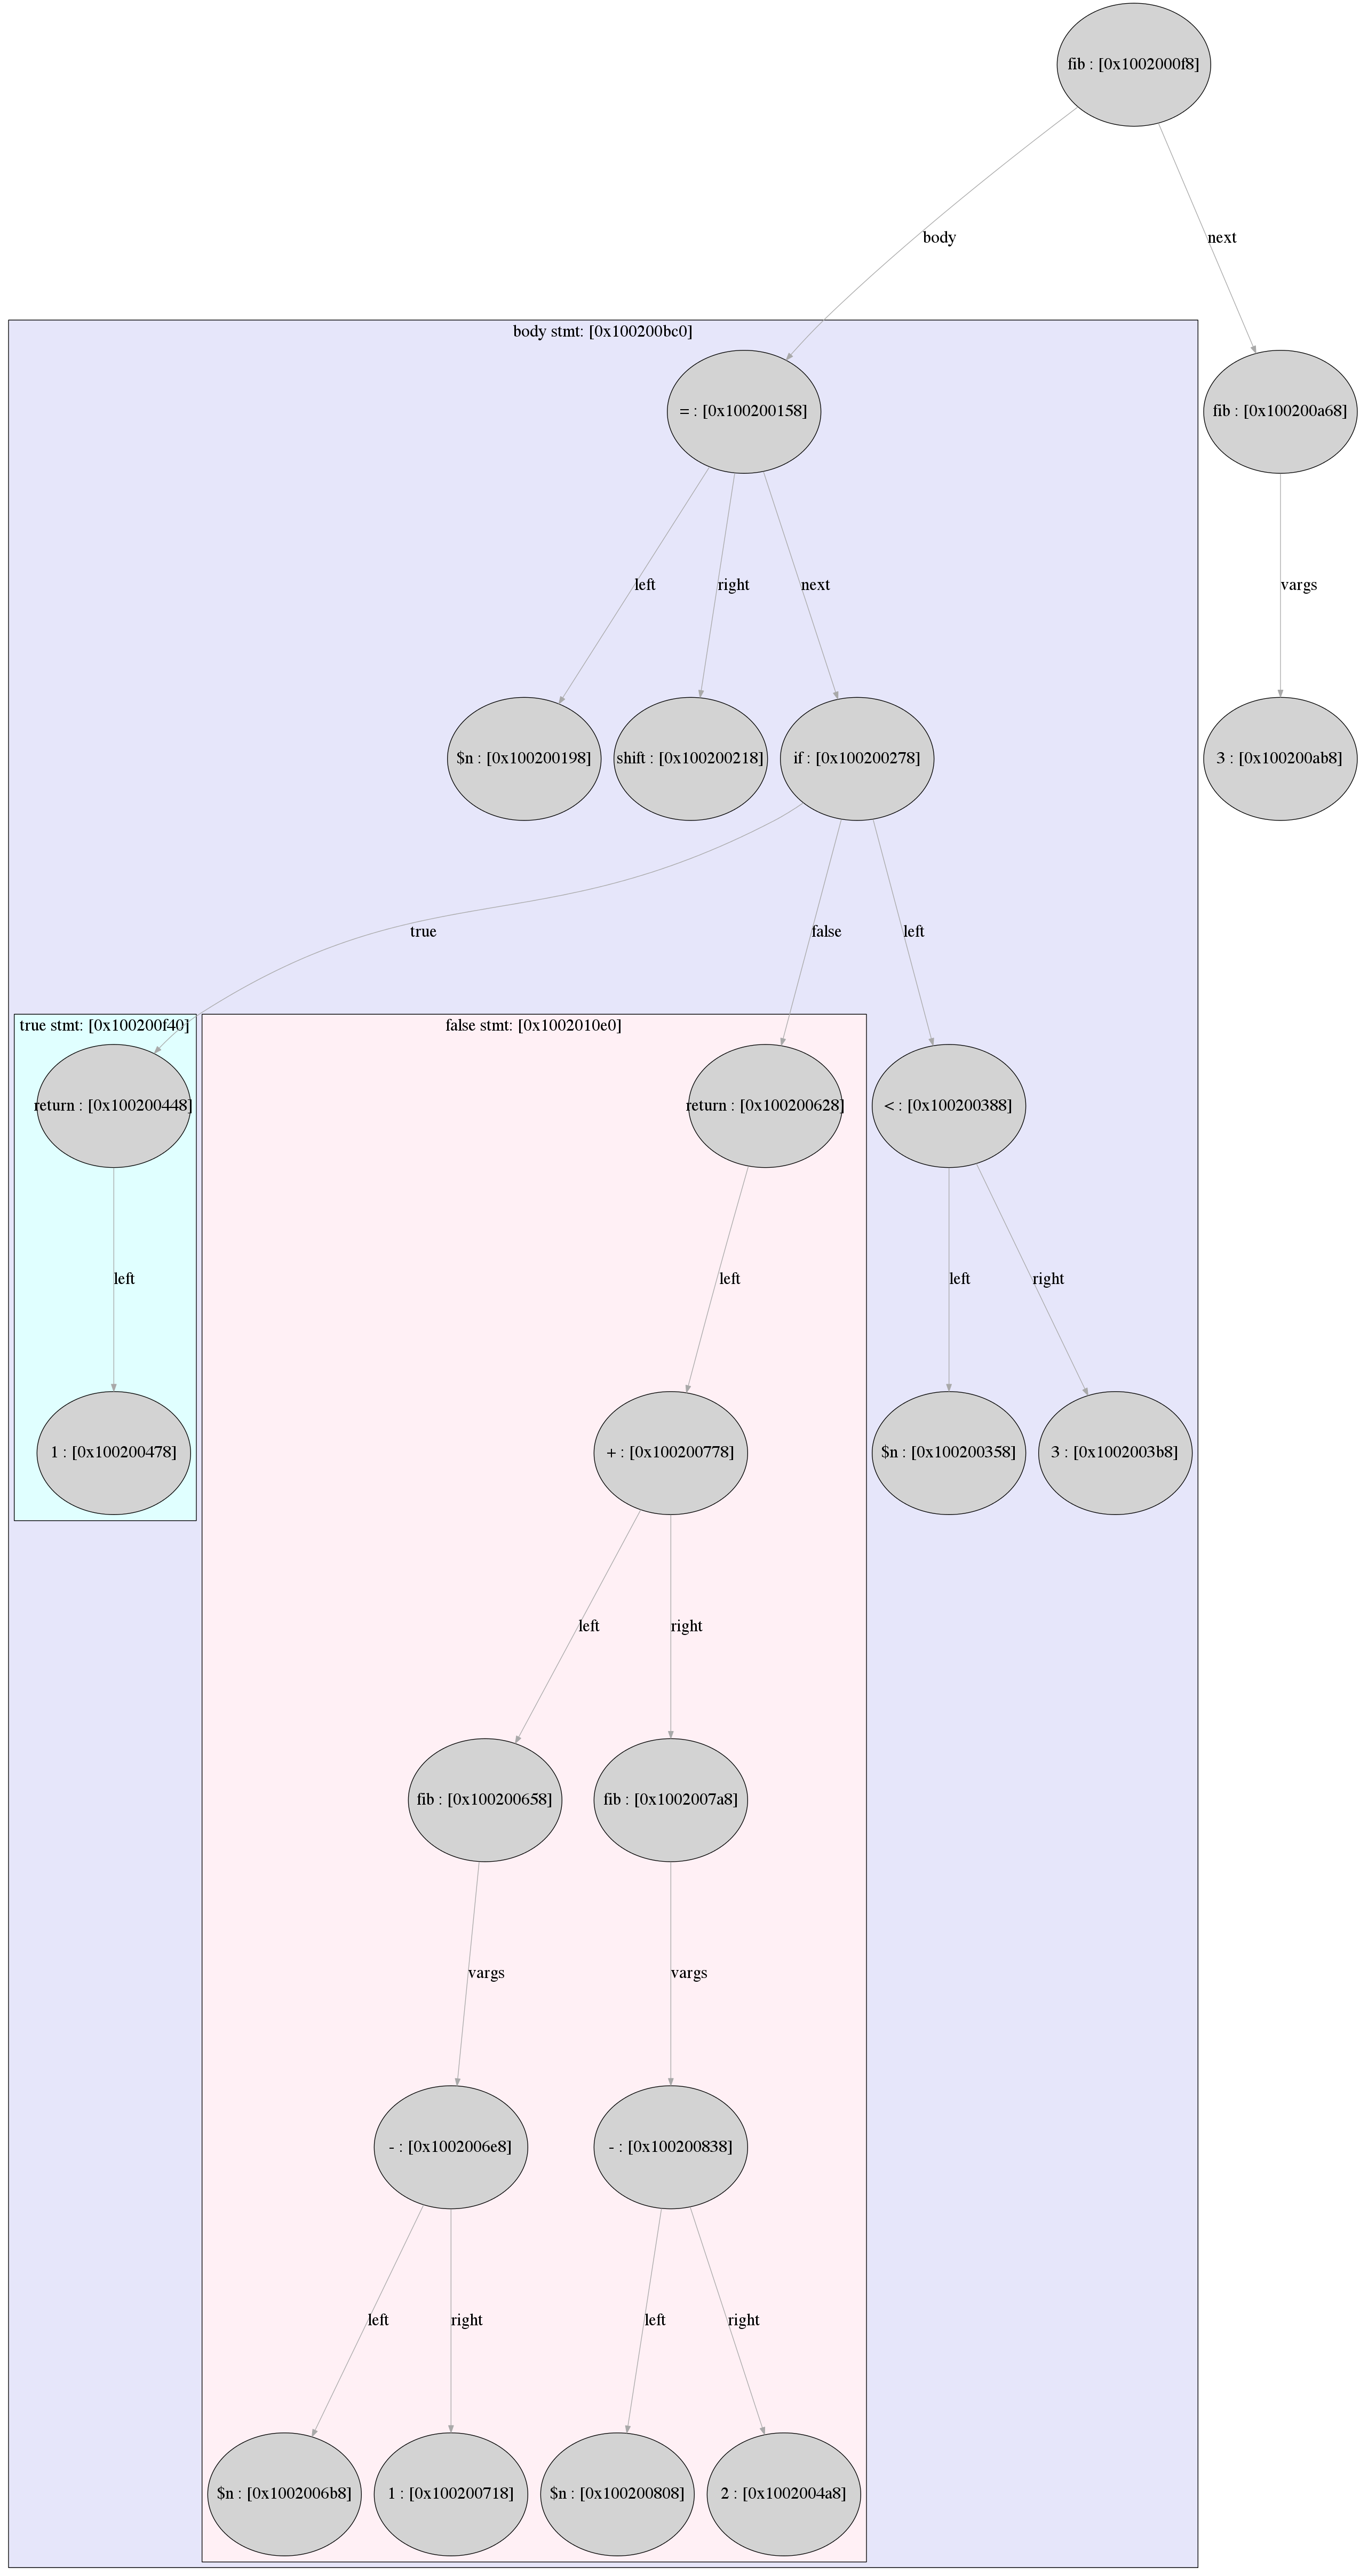 fib : [0x1002000f8]
body
next
body stmt: [0x100200bc0]
= : [0x100200158]
fib : [0x100200a68]
left
right
next
vargs
$n : [0x100200198]
shift : [0x100200218]
if : [0x100200278]
3 : [0x100200ab8]
true
false
left
true stmt: [0x100200f40]
false stmt: [0x1002010e0]
return : [0x100200448]
return : [0x100200628]
< : [0x100200388]
left
left
left
right
1 : [0x100200478]
+ : [0x100200778]
$n : [0x100200358]
3 : [0x1002003b8]
left
right
fib : [0x100200658]
fib : [0x1002007a8]
vargs
vargs
- : [0x1002006e8]
- : [0x100200838]
left
right
left
right
$n : [0x1002006b8]
1 : [0x100200718]
$n : [0x100200808]
2 : [0x1002004a8]